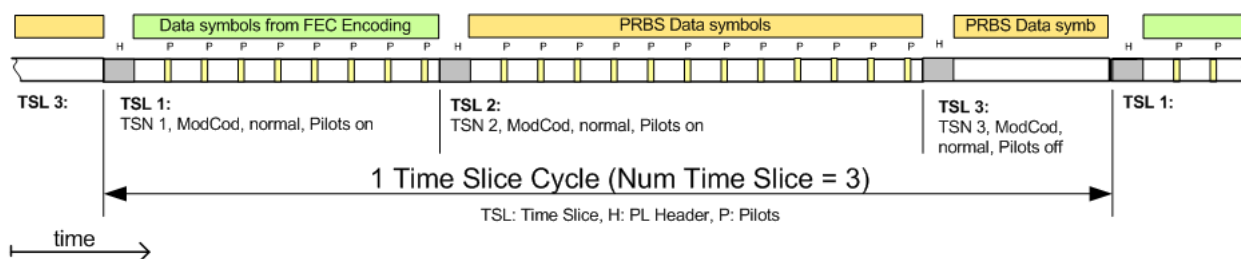 Data symbols from FEC Encoding PRBS Data symbols PRBS Data symb
H P P P P P P P P H P P P P P P P P P P P P H H P P
TSL 3: TSL 1: TSL 2: TSL 3: TSL 1:
TSN 1, ModCod, normal, Pilots on TSN 2, ModCod, normal, Pilots on TSN 3, ModCod,
normal, Pilots off
1 Time Slice Cycle (Num Time Slice = 3)
TSL: Time Slice, H: PL Header, P: Pilots
time